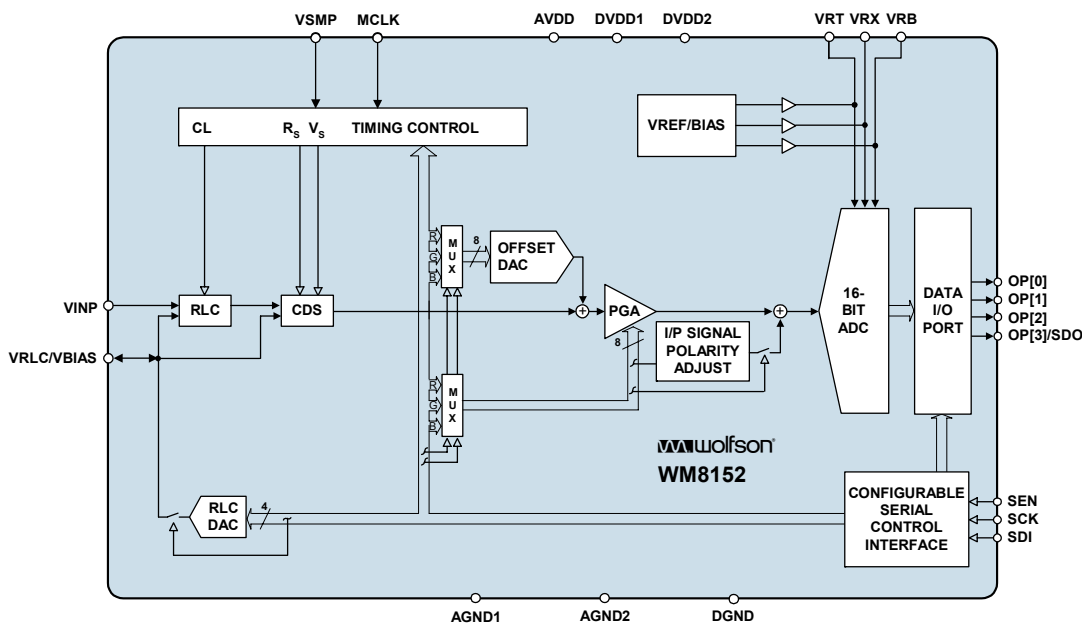 VSMP MCLK AVDD DVDD1 DVDD2 VRT VRX VRB
CL RS VS TIMING CONTROL
VREF/BIAS
R
G
B
MUX
8
OFFSET
DAC
VINP
RLC
CDS
+
PGA
8
+
I/P SIGNAL
POLARITY
ADJUST
16-
BIT
ADC
DATA
I/O
PORT
OP[0]
OP[1]
OP[2]
OP[3]/SDO
VRLC/VBIAS
R
G
B
MUX
wolfson
WM8152
RLC
DAC
4
CONFIGURABLE
SERIAL
CONTROL
INTERFACE
SEN
SCK
SDI
AGND1 AGND2 DGND